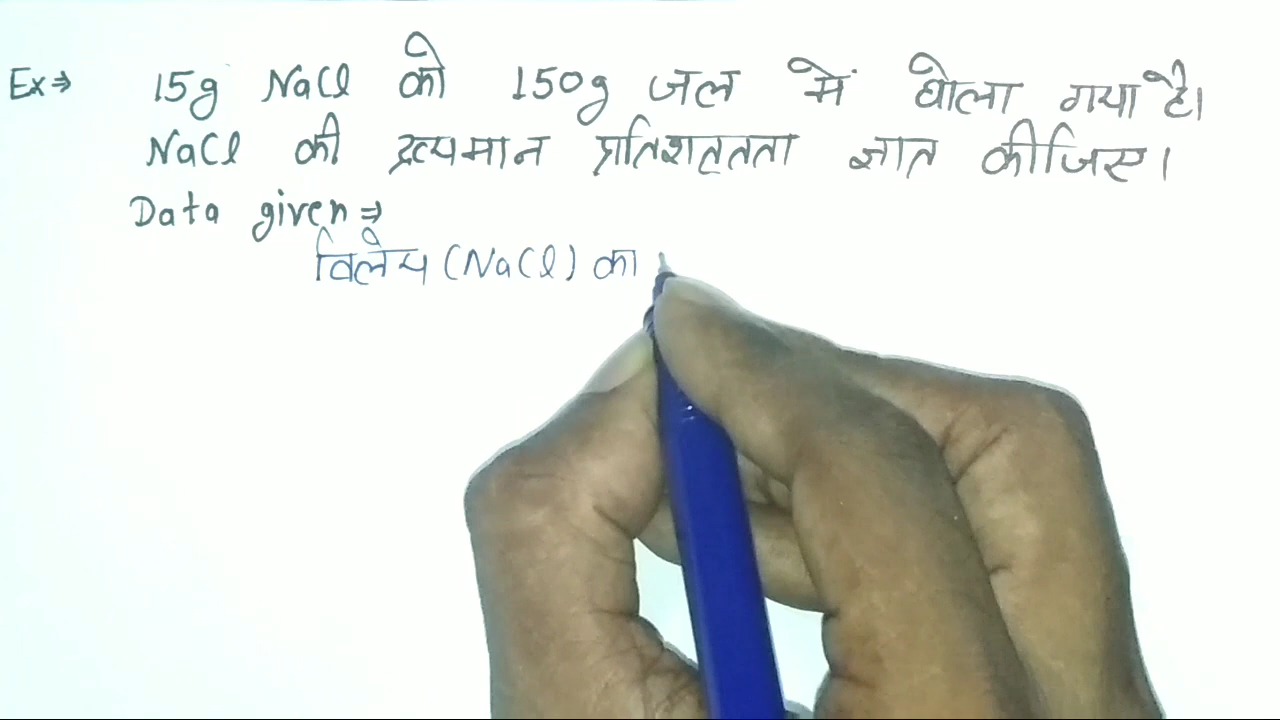 Ex⇒ 15g NaCl को 150g जल में घोला गया है।
NaCl की द्रव्यमान प्रतिशतता ज्ञात कीजिए।
Data given ⇒
विलेय (NaCl) का